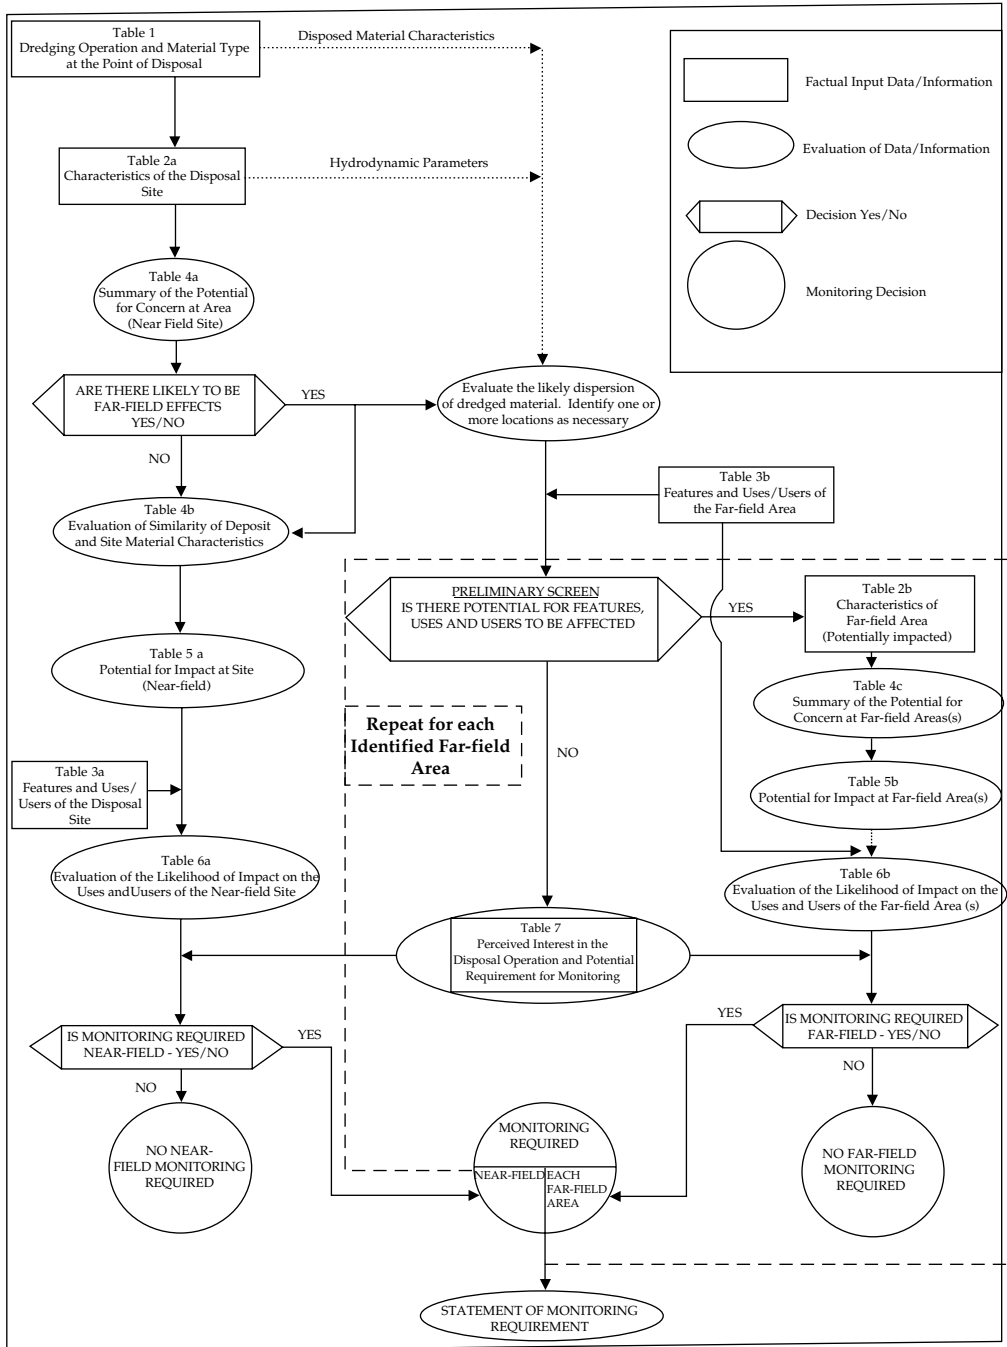 Table 1
Dredging Operation and Material Type
at the Point of Disposal
Disposed Material Characteristics
Factual Input Data/Information
Evaluation of Data/Information
Decision Yes/No
Monitoring Decision
Table 2a
Characteristics of the Disposal
Site
Hydrodynamic Parameters
Table 4a
Summary of the Potential
for Concern at Area
(Near Field Site)
ARE THERE LIKELY TO BE
FAR-FIELD EFFECTS
YES/NO
YES
NO
Evaluate the likely dispersion
of dredged material. Identify one or
more locations as necessary
Table 3b
Features and Uses/Users of
the Far-field Area
Table 4b
Evaluation of Similarity of Deposit
and Site Material Characteristics
PRELIMINARY SCREEN
IS THERE POTENTIAL FOR FEATURES,
USES AND USERS TO BE AFFECTED
YES
NO
Table 2b
Characteristics of
Far-field Area
(Potentially impacted)
Table 5 a
Potential for Impact at Site
(Near-field)
Table 4c
Summary of the Potential for
Concern at Far-field Areas(s)
Repeat for each
Identified Far-field
Area
Table 3a
Features and Uses/
Users of the Disposal
Site
Table 5b
Potential for Impact at Far-field Area(s)
Table 6a
Evaluation of the Likelihood of Impact on the
Uses andUusers of the Near-field Site
Table 6b
Evaluation of the Likelihood of Impact on the
Uses and Users of the Far-field Area (s)
Table 7
Perceived Interest in the
Disposal Operation and Potential
Requirement for Monitoring
IS MONITORING REQUIRED
NEAR-FIELD - YES/NO
YES
NO
IS MONITORING REQUIRED
FAR-FIELD - YES/NO
YES
NO
NO NEAR-
FIELD MONITORING
REQUIRED
MONITORING
REQUIRED
NEAR-FIELD
EACH
FAR-FIELD
AREA
NO FAR-FIELD
MONITORING
REQUIRED
STATEMENT OF MONITORING
REQUIREMENT